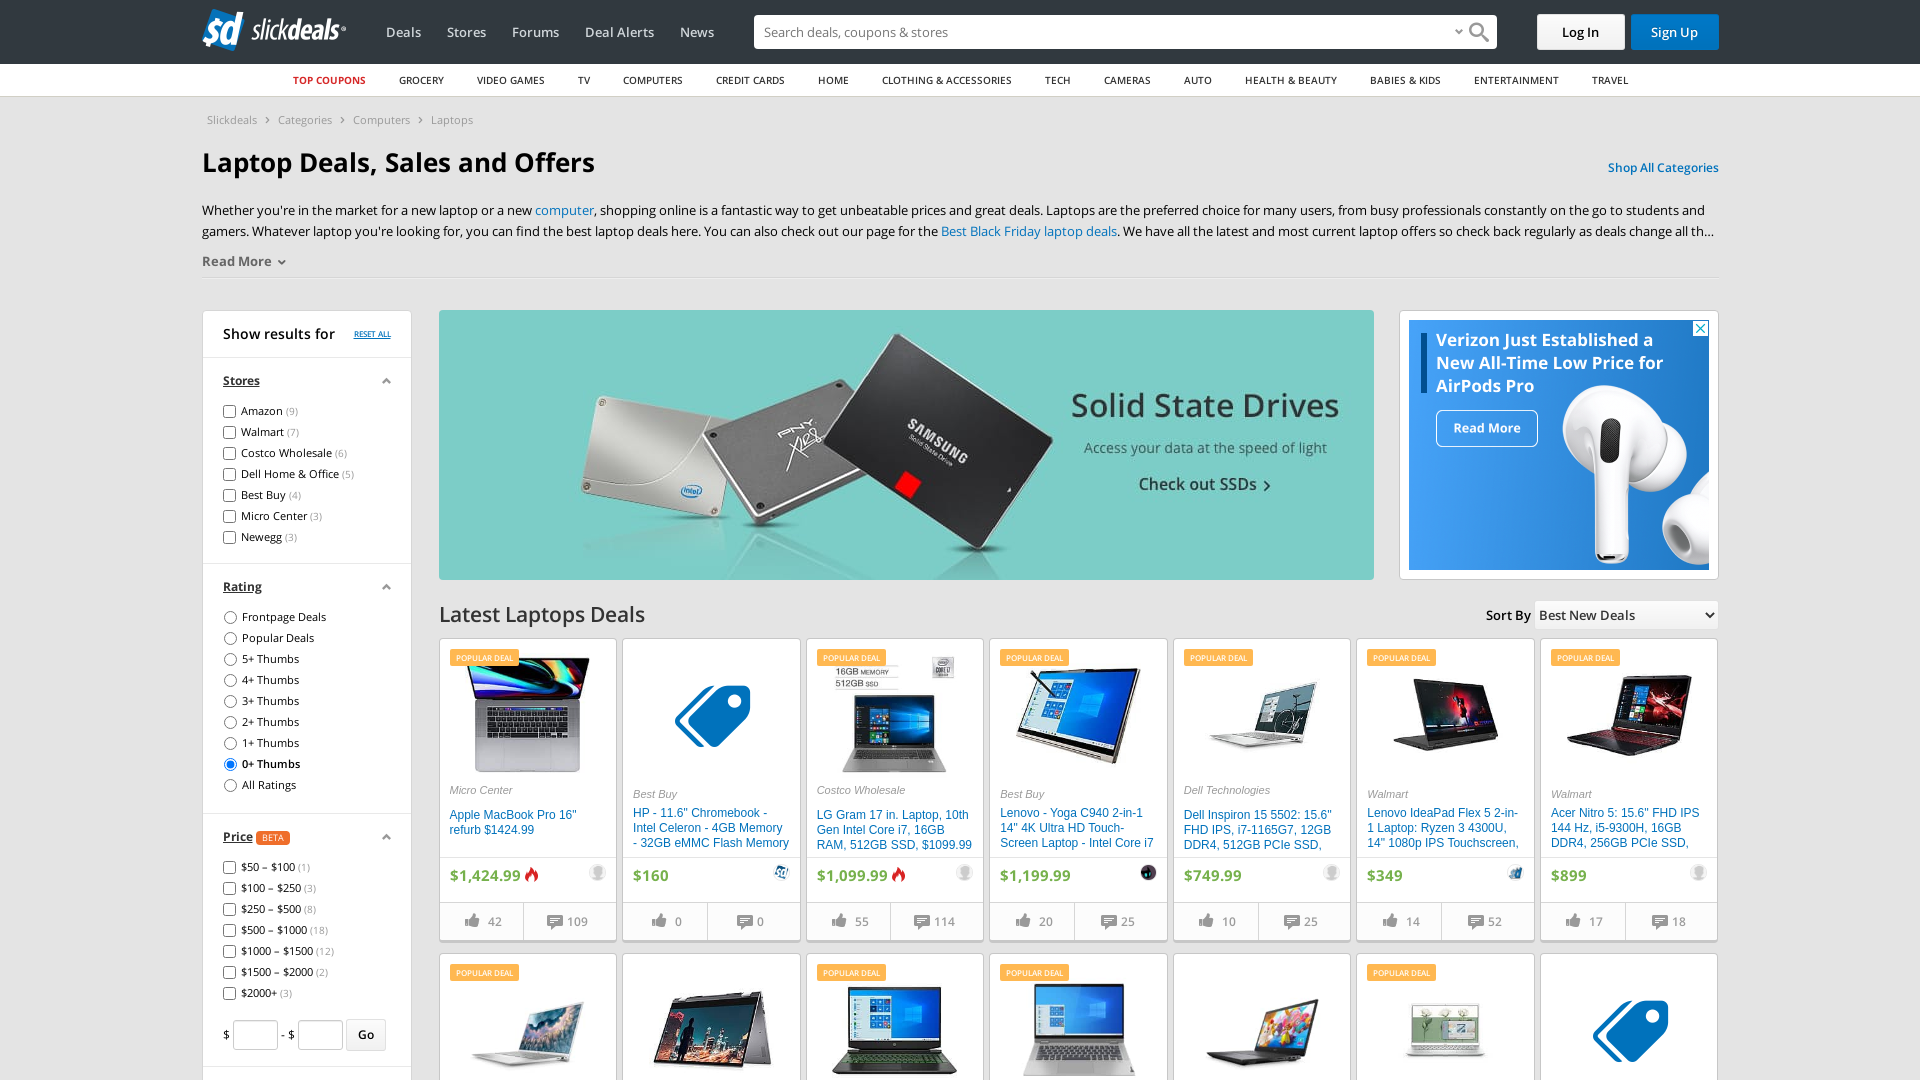 slickdeals
Deals
Stores
Forums
Deal Alerts
News
Search deals, coupons & stores
Log In
Sign Up
TOP COUPONS
GROCERY
VIDEO GAMES
TV
COMPUTERS
CREDIT CARDS
HOME
CLOTHING & ACCESSORIES
TECH
CAMERAS
AUTO
HEALTH & BEAUTY
BABIES & KIDS
ENTERTAINMENT
TRAVEL
Slickdeals > Categories > Computers > Laptops
Laptop Deals, Sales and Offers
Shop All Categories
Whether you're in the market for a new laptop or a new computer, shopping online is a fantastic way to get unbeatable prices and great deals. Laptops are the preferred choice for many users, from busy professionals constantly on the go to students and
gamers. Whatever laptop you're looking for, you can find the best laptop deals here. You can also check out our page for the Best Black Friday laptop deals. We have all the latest and most current laptop offers so check back regularly as deals change all th...
Read More
Show results for
RESET ALL
Stores
Amazon (9)
Walmart (7)
Costco Wholesale (6)
Dell Home & Office (5)
Best Buy (4)
Micro Center (3)
Newegg (3)
Rating
Frontpage Deals
Popular Deals
5+ Thumbs
4+ Thumbs
3+ Thumbs
2+ Thumbs
1+ Thumbs
0+ Thumbs
All Ratings
Price BETA
$50 – $100 (1)
$100 – $250 (3)
$250 – $500 (8)
$500 – $1000 (18)
$1000 – $1500 (12)
$1500 – $2000 (2)
$2000+ (3)
$ - $ Go
intel
PNY
XLR8
SAMSUNG
Solid State Drive
Solid State Drives
Access your data at the speed of light
Check out SSDs
Verizon Just Established a
New All-Time Low Price for
AirPods Pro
Read More
Latest Laptops Deals
Sort By Best New Deals
POPULAR DEAL
Micro Center
Apple MacBook Pro 16"
refurb $1424.99
$1,424.99
42
109
Best Buy
HP - 11.6" Chromebook -
Intel Celeron - 4GB Memory
- 32GB eMMC Flash Memory
$160
0
0
POPULAR DEAL
16GB MEMORY
512GB SSD
Costco Wholesale
LG Gram 17 in. Laptop, 10th
Gen Intel Core i7, 16GB
RAM, 512GB SSD, $1099.99
$1,099.99
55
114
POPULAR DEAL
Best Buy
Lenovo - Yoga C940 2-in-1
14" 4K Ultra HD Touch-
Screen Laptop - Intel Core i7
$1,199.99
20
25
POPULAR DEAL
Dell Technologies
Dell Inspiron 15 5502: 15.6"
FHD IPS, i7-1165G7, 12GB
DDR4, 512GB PCIe SSD,
$749.99
10
25
POPULAR DEAL
Walmart
Lenovo IdeaPad Flex 5 2-in-
1 Laptop: Ryzen 3 4300U,
14" 1080p IPS Touchscreen,
$349
14
52
POPULAR DEAL
Walmart
Acer Nitro 5: 15.6" FHD IPS
144 Hz, i5-9300H, 16GB
DDR4, 256GB PCIe SSD,
$899
17
18
POPULAR DEAL
POPULAR DEAL
POPULAR DEAL
POPULAR DEAL